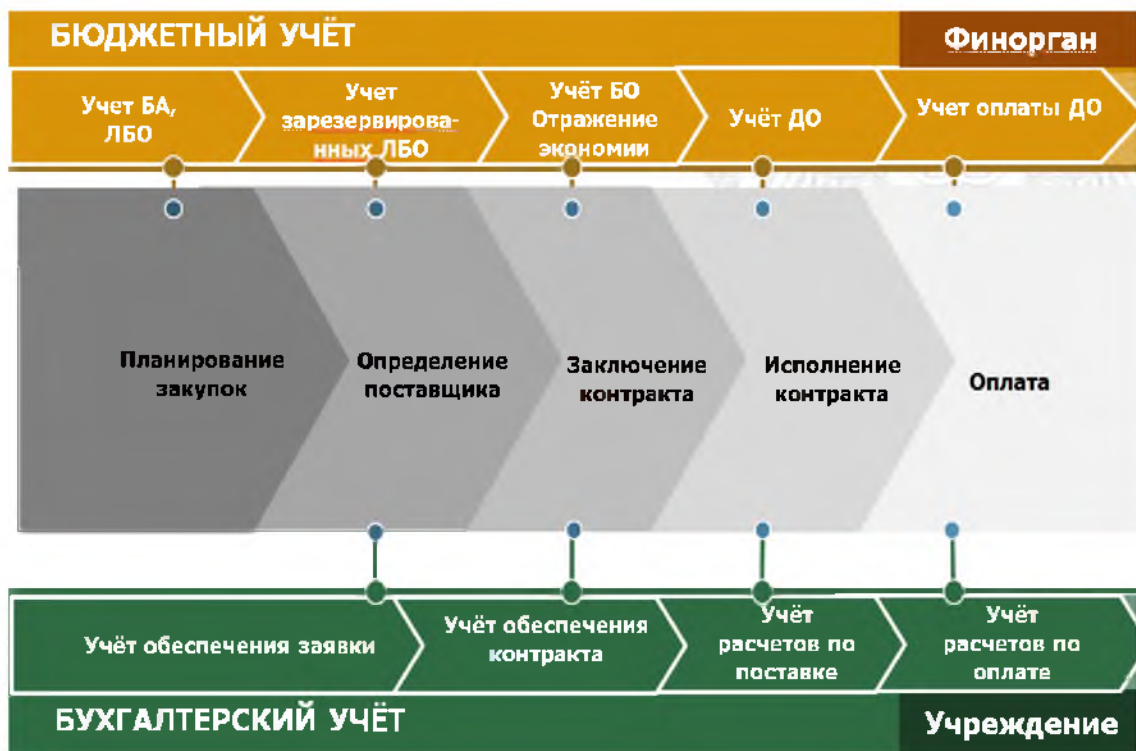 БЮДЖЕТНЫЙ УЧЁТ
Финорган
Учет БА,
ЛБО
Учет
зарезервирова-
нных ЛБО
Учёт БО
Отражение
экономии
Учёт ДО
Учет оплаты ДО
Планирование
закупок
Определение
поставщика
Заключение
контракта
Исполнение
контракта
Оплата
Учёт обеспечения заявки
Учёт обеспечения
контракта
Учёт
расчетов по
поставке
Учёт
расчетов по
оплате
БУХГАЛТЕРСКИЙ УЧЁТ
Учреждение